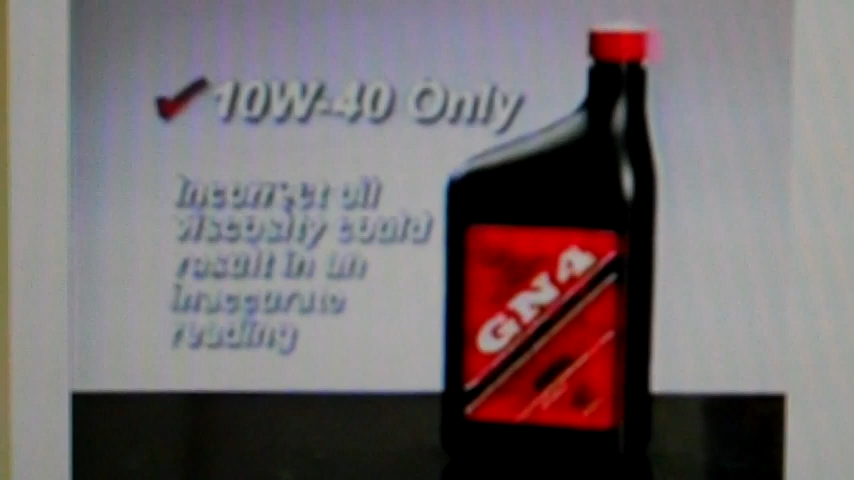 10W-40 Only
Incorrect oil
viscosity could
result in an
inaccurate
reading
GN4